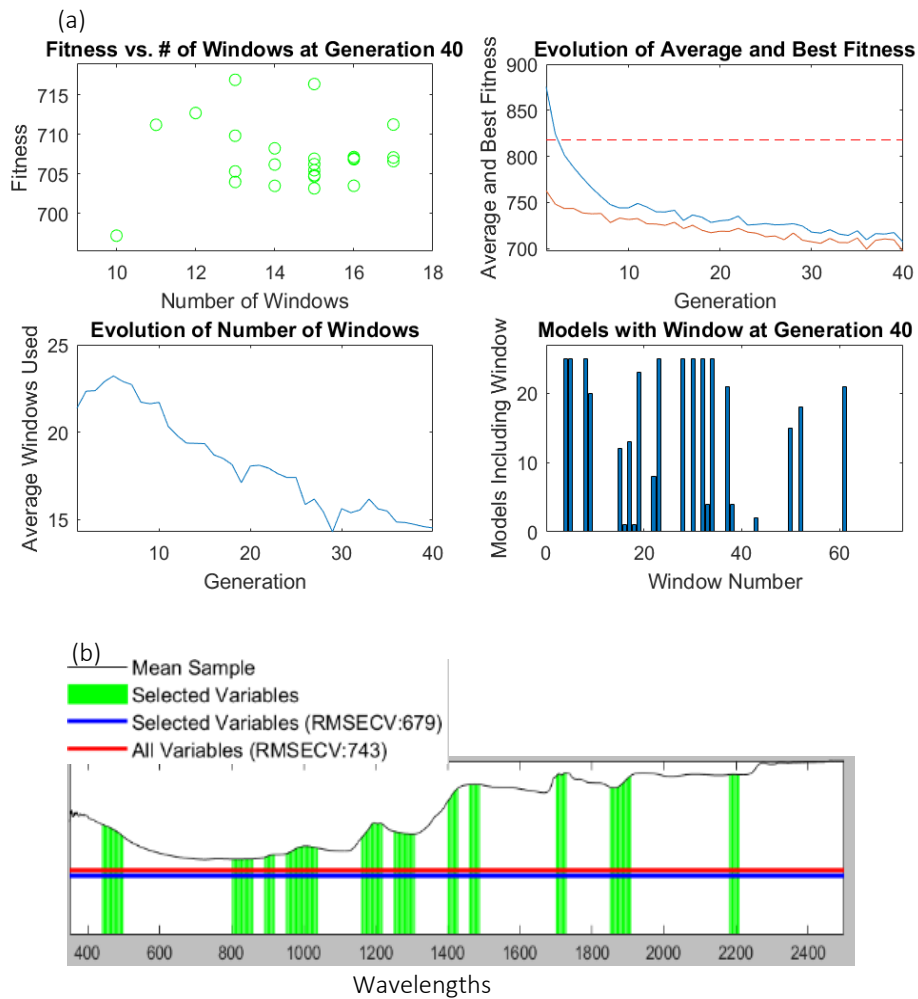 (a)
Fitness vs. # of Windows at Generation 40
Fitness
715
710
705
700
10
12
14
16
18
Number of Windows
Evolution of Average and Best Fitness
Average and Best Fitness
900
850
800
750
700
10
20
30
40
Generation
Evolution of Number of Windows
Average Windows Used
25
20
15
10
20
30
40
Generation
Models with Window at Generation 40
Models Including Window
20
10
0
0
20
40
60
Window Number
(b)
Mean Sample
Selected Variables
Selected Variables (RMSECV:679)
All Variables (RMSECV:743)
400
600
800
1000
1200
1400
1600
1800
2000
2200
2400
Wavelengths